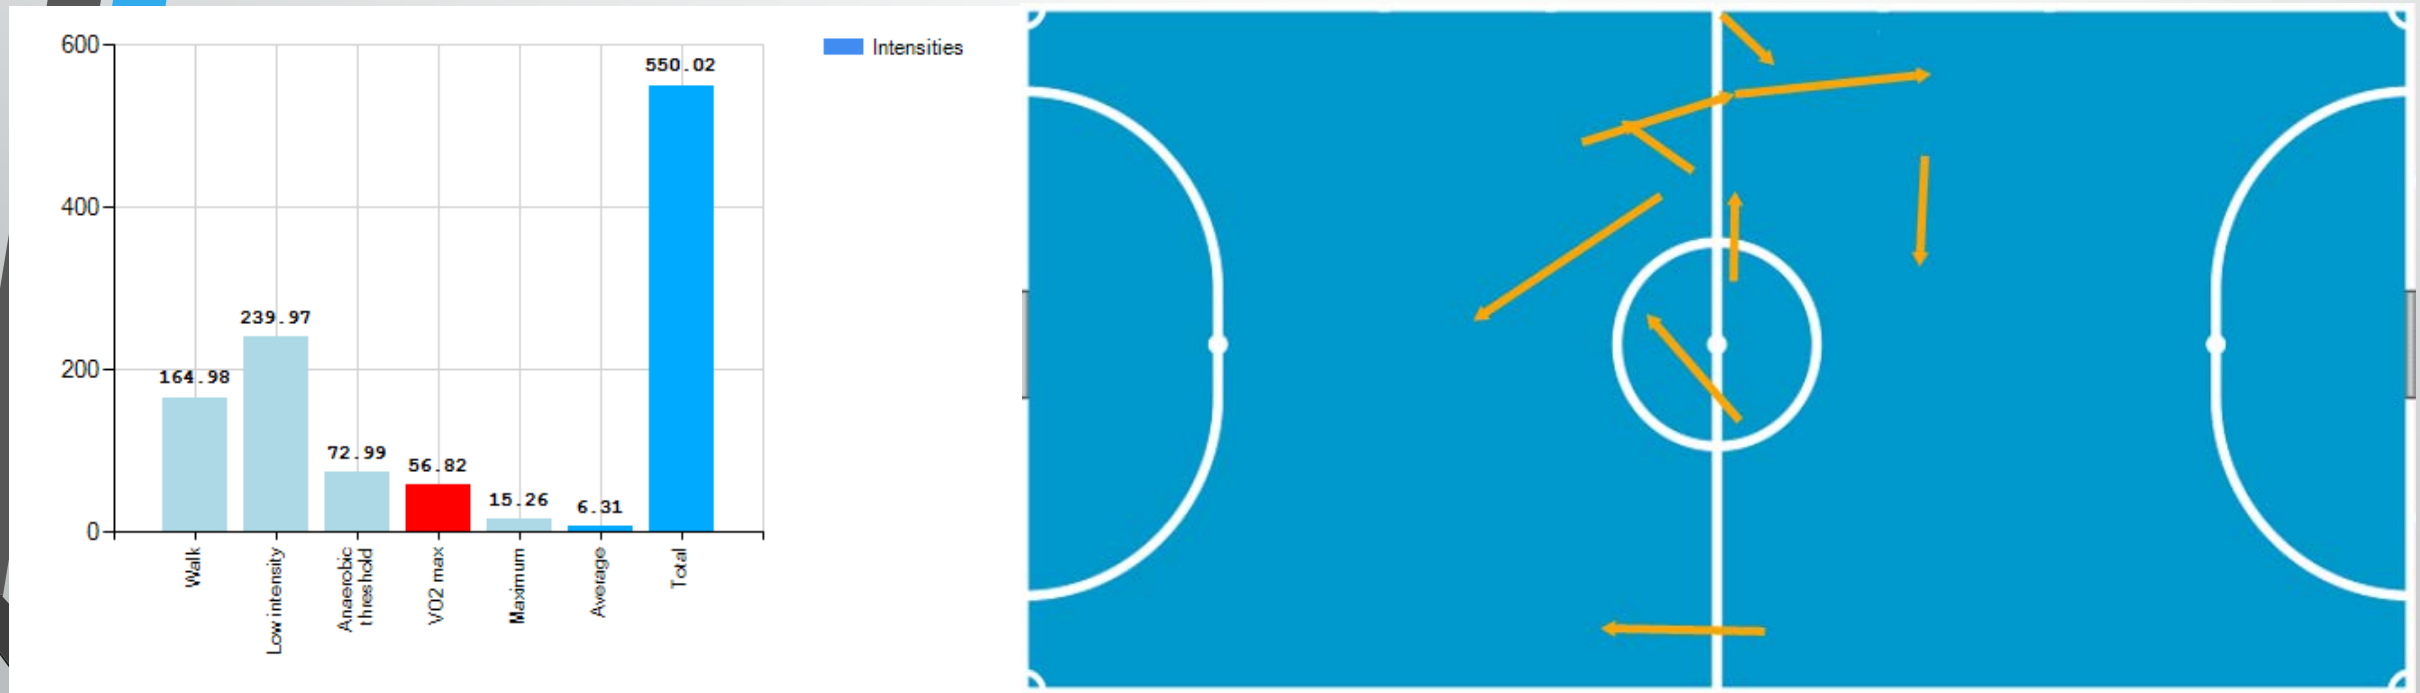 600
400
200
0
164.98
239.97
72.99
56.82
15.26
6.31
550.02
Walk
Low intensity
Anaerobic
threshold
VO2 max
Maximum
Average
Total
Intensities